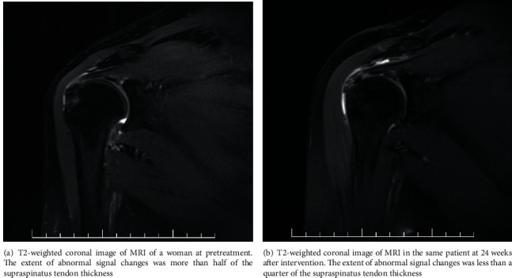 (a) T2-weighted coronal image of MRI of a woman at pretreatment.
The extent of abnormal signal changes was more than half of the
supraspinatus tendon thickness
(b) T2-weighted coronal image of MRI in the same patient at 24 weeks
after intervention. The extent of abnormal signal changes was less than a
quarter of the supraspinatus tendon thickness